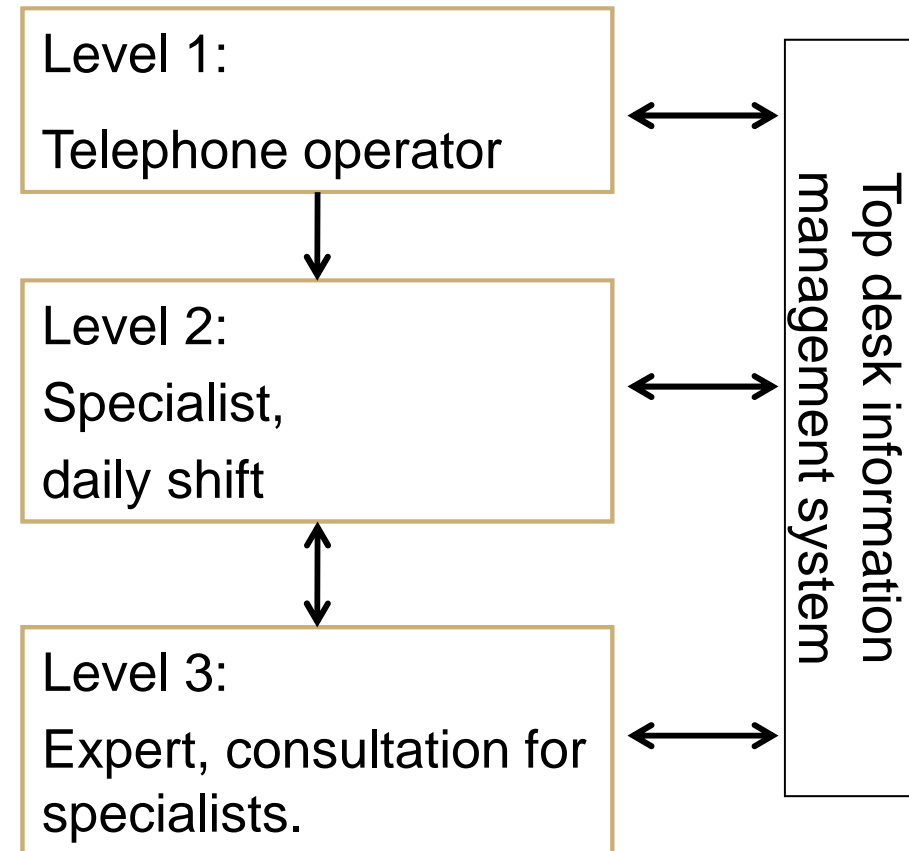 Level 1:
Telephone operator
Level 2:
Specialist,
daily shift
Level 3:
Expert, consultation for
specialists.
Top desk information
management system